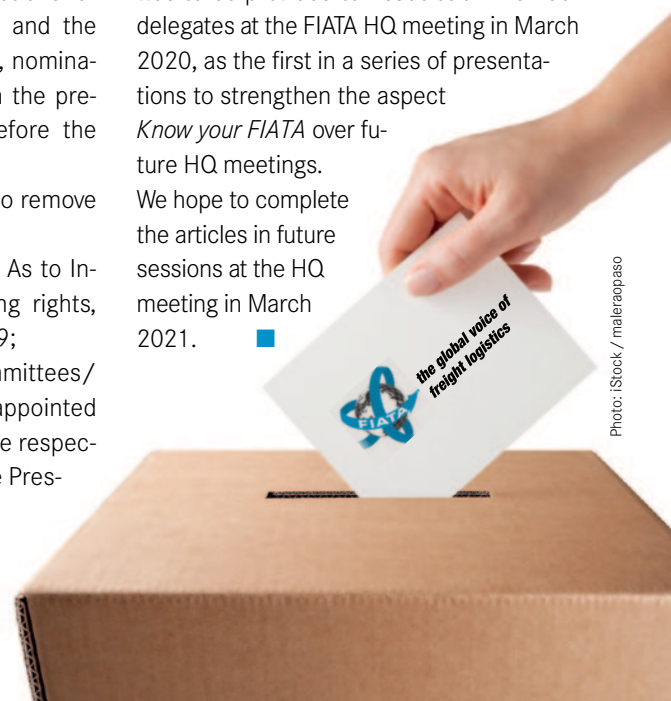 and the
, nomina-
the pre-
efore the
o remove
As to In-
ng rights,
9;
mmittees/
appointed
e respec-
e Pres-
delegates at the FIATA HQ meeting in March
2020, as the first in a series of presenta-
tions to strengthen the aspect
Know your FIATA over fu-
ture HQ meetings.
We hope to complete
the articles in future
sessions at the HQ
meeting in March
2021.
the global voice of
freight logistics
FIATA
Photo: iStock / maleraopaso